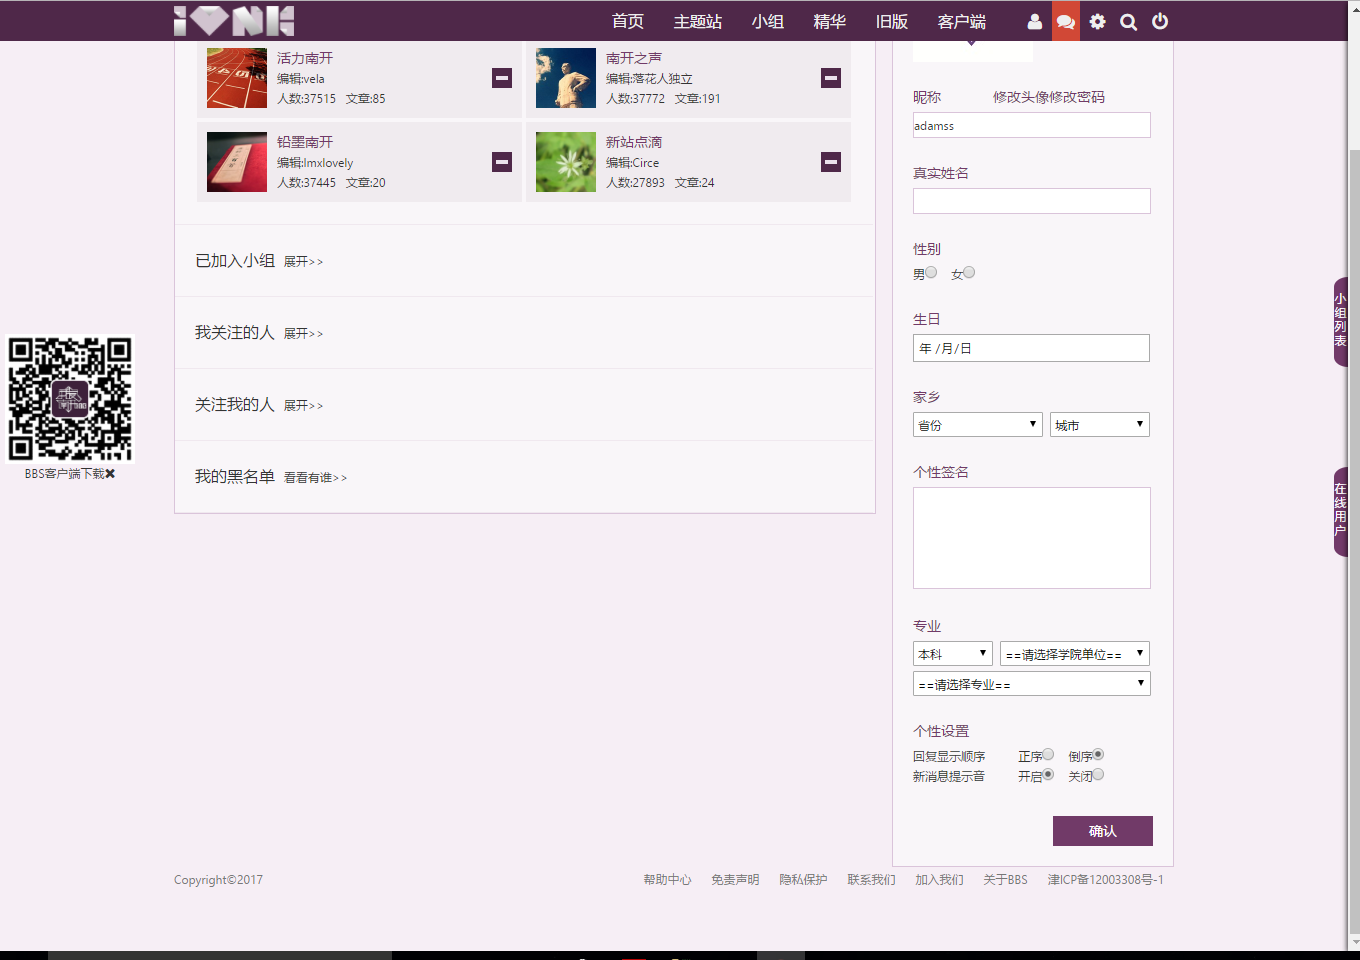 iONK
首页 主题站 小组 精华 旧版 客户端
活力南开
编辑:vela
人数:37515 文章:85
南开之声
编辑:落花人独立
人数:37772 文章:191
铅墨南开
编辑:lmxlovely
人数:37445 文章:20
新站点滴
编辑:Circe
人数:27893 文章:24
已加入小组 展开>>
我关注的人 展开>>
关注我的人 展开>>
我的黑名单 看看有谁>>
BBS客户端下载✖
昵称 修改头像修改密码
adamss
真实姓名
性别
男 女
生日
年 /月/日
家乡
省份 城市
个性签名
专业
本科 ==请选择学院单位==
==请选择专业==
个性设置
回复显示顺序 正序 倒序
新消息提示音 开启 关闭
确认
小组列表
在线用户
Copyright©2017 帮助中心 免责声明 隐私保护 联系我们 加入我们 关于BBS 津ICP备12003308号-1